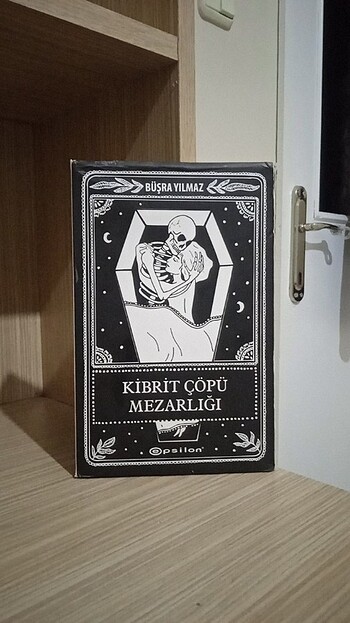 BÜŞRA YILMAZ
KİBRİT ÇÖPÜ
MEZARLIĞI
epsilon